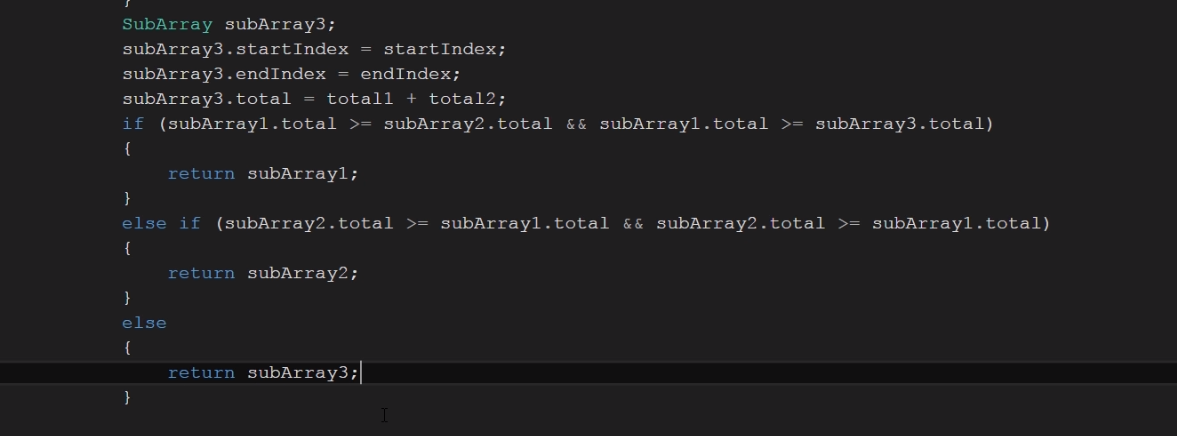 }
SubArray subArray3;
subArray3.startIndex = startIndex;
subArray3.endIndex = endIndex;
subArray3.total = total1 + total2;
if (subArray1.total >= subArray2.total && subArray1.total >= subArray3.total)
{
    return subArray1;
}
else if (subArray2.total >= subArray1.total && subArray2.total >= subArray1.total)
{
    return subArray2;
}
else
{
    return subArray3;
}